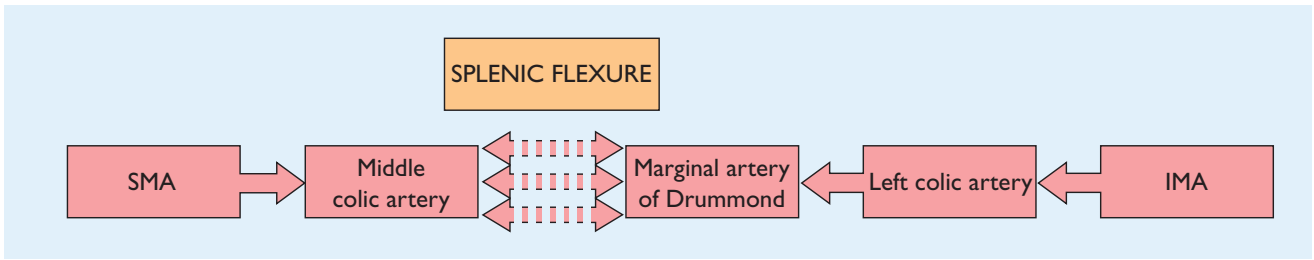 SPLENIC FLEXURE
SMA
Middle
colic artery
Marginal artery
of Drummond
Left colic artery
IMA